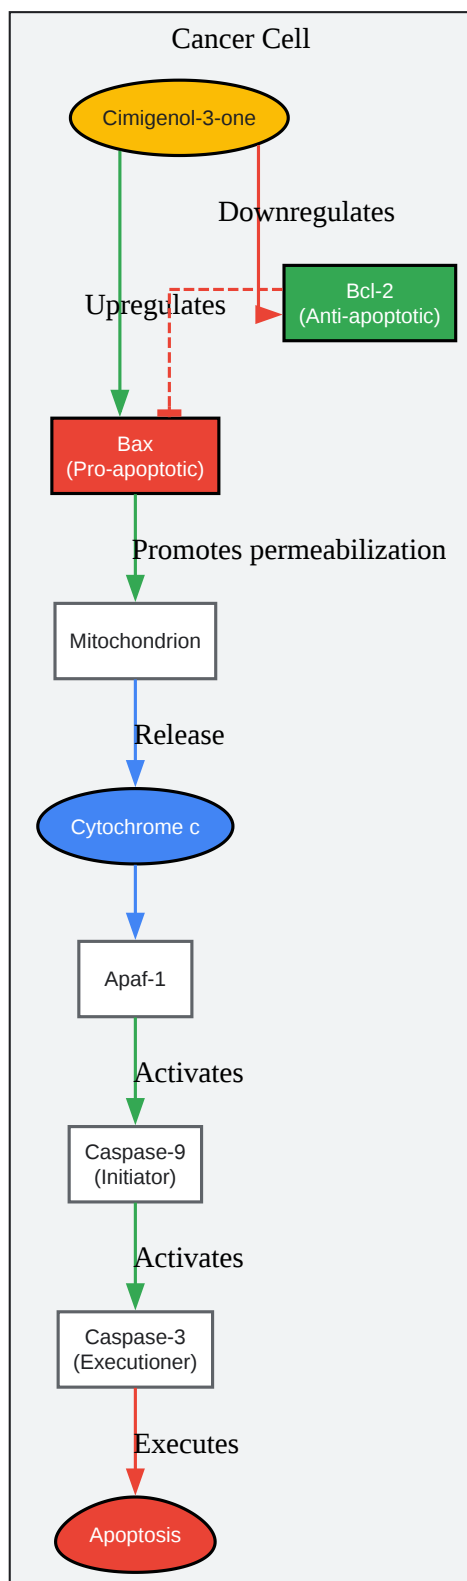 Cancer Cell
Cimigenol-3-one
Downregulates
Upregulates
Bcl-2
(Anti-apoptotic)
Bax
(Pro-apoptotic)
Promotes permeabilization
Mitochondrion
Release
Cytochrome c
Apaf-1
Activates
Caspase-9
(Initiator)
Activates
Caspase-3
(Executioner)
Executes
Apoptosis